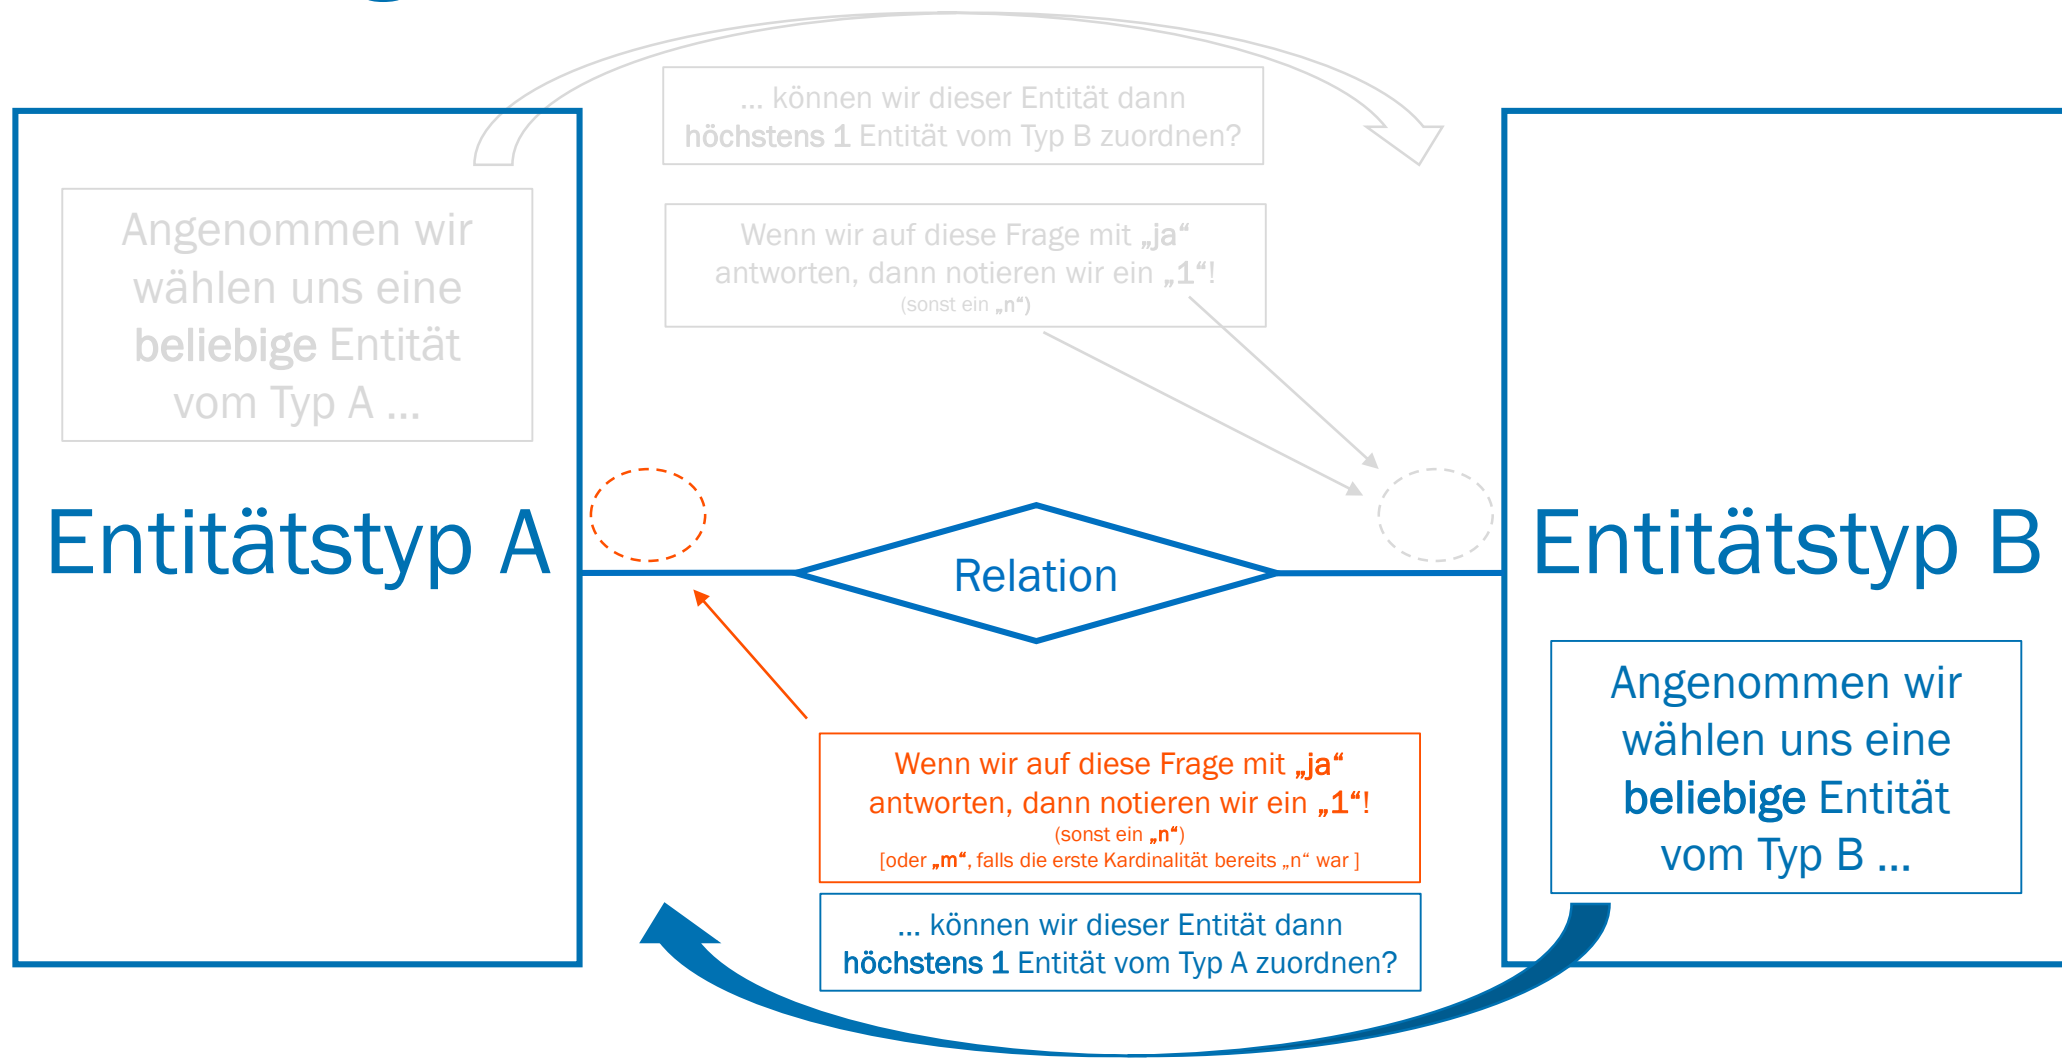 ... können wir dieser Entität dann
höchstens 1 Entität vom Typ B zuordnen?
Angenommen wir
wählen uns eine
beliebige Entität
vom Typ A ...
Wenn wir auf diese Frage mit „ja“
antworten, dann notieren wir ein „1“!
(sonst ein „n“)
Entitätstyp A
Relation
Entitätstyp B
Angenommen wir
wählen uns eine
beliebige Entität
vom Typ B ...
Wenn wir auf diese Frage mit „ja“
antworten, dann notieren wir ein „1“!
(sonst ein „n“)
[oder „m“, falls die erste Kardinalität bereits „n“ war ]
... können wir dieser Entität dann
höchstens 1 Entität vom Typ A zuordnen?